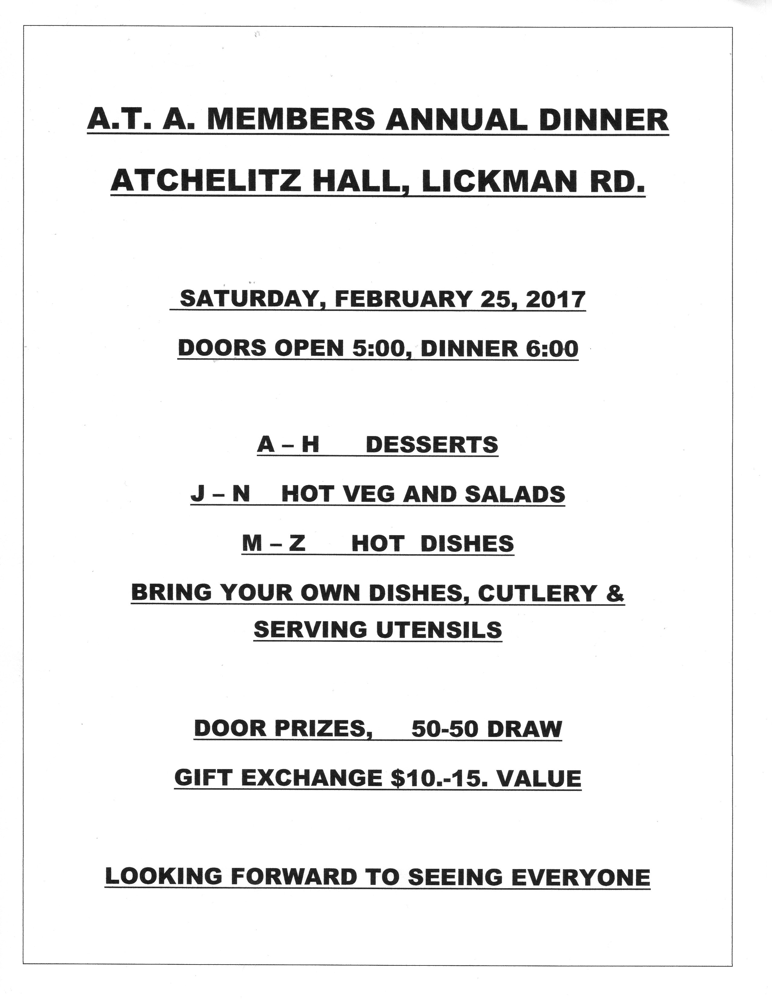 A.T. A. MEMBERS ANNUAL DINNER
ATCHELITZ HALL, LICKMAN RD.
SATURDAY, FEBRUARY 25, 2017
DOORS OPEN 5:00, DINNER 6:00
A – H DESSERTS
J – N HOT VEG AND SALADS
M – Z HOT DISHES
BRING YOUR OWN DISHES, CUTLERY &
SERVING UTENSILS
DOOR PRIZES, 50-50 DRAW
GIFT EXCHANGE $10.-15. VALUE
LOOKING FORWARD TO SEEING EVERYONE